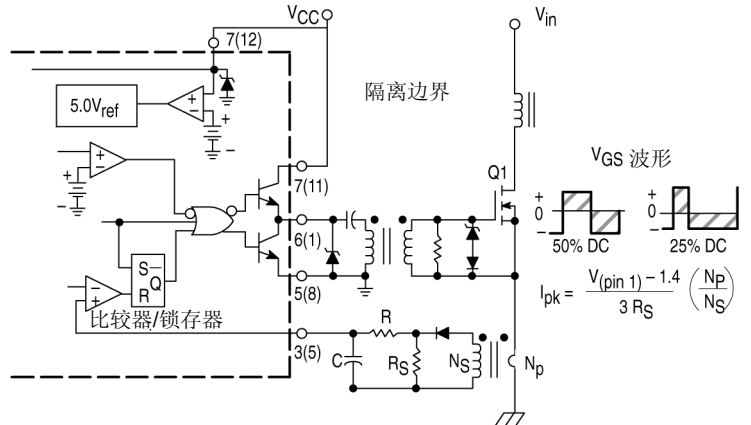 VCC
Vin
7(12)
5.0Vref
+
−
+
−
隔离边界
+
−
+
−
7(11)
Q1
VGS 波形
+
0
−
+
0
−
50% DC
25% DC
6(1)
5(8)
S
Q
R
−
+
比较器/锁存器
Ipk = V(pin 1) − 1.4 / 3 RS (NP / NS)
3(5)
R
C
RS
NS
Np